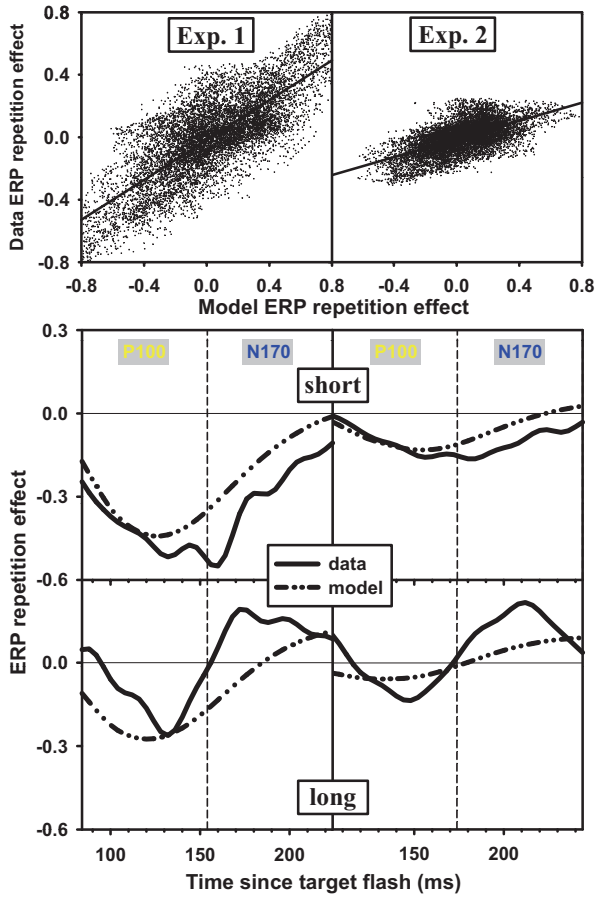 Exp. 1
Exp. 2
Data ERP repetition effect
0.8
0.4
0.0
-0.4
-0.8
-0.8 -0.4 0.0 0.4 -0.8 -0.4 0.0 0.4 0.8
Model ERP repetition effect
P100 N170 P100 N170
short
ERP repetition effect
0.3
0.0
-0.3
-0.6
data
model
0.0
-0.3
-0.6
long
100 150 200 150 200
Time since target flash (ms)